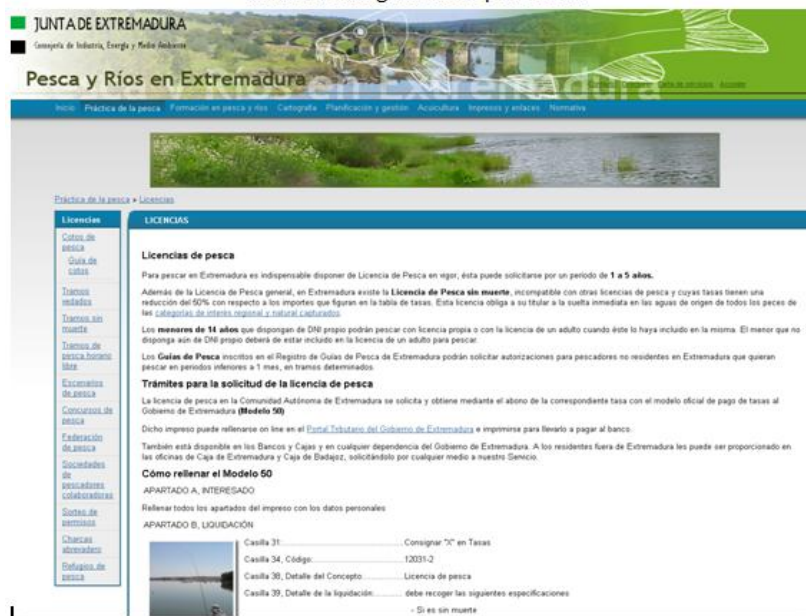 JUNTA DE EXTREMADURA
Consejería de Industria, Energía y Medio Ambiente
Pesca y Ríos en Extremadura
Inicio Práctica de la pesca Formación en pesca y ríos Cartografía Planificación y gestión Acuicultura Impresos y enlaces Normativa
Práctica de la pesca » Licencias
Licencias
Cotos de
pesca
Guía de
cotos
Tramos
vedados
Tramos sin
muerte
Tramos de
pesca horario
libre
Escenarios
de pesca
Concursos de
pesca
Federación
de pesca
Sociedades
de
pescadores
colaboradoras
Sorteo de
permisos
Charcas
abrevadero
Refugios de
pesca
LICENCIAS
Licencias de pesca
Para pescar en Extremadura es indispensable disponer de Licencia de Pesca en vigor, ésta puede solicitarse por un periodo de 1 a 5 años.
Además de la Licencia de Pesca general, en Extremadura existe la Licencia de Pesca sin muerte, incompatible con otras licencias de pesca y cuyas tasas tienen una
reducción del 60% con respecto a los importes que figuran en la tabla de tasas. Esta licencia obliga a su titular a la suelta inmediata en las aguas de origen de todos los peces de
las categorías de interés regional y natural capturados.
Los menores de 14 años que dispongan de DNI propio podrán pescar con licencia propia o con la licencia de un adulto cuando éste lo haya incluido en la misma. El menor que no
disponga aún de DNI propio deberá de estar incluido en la licencia de un adulto para pescar.
Los Guías de Pesca inscritos en el Registro de Guías de Pesca de Extremadura podrán solicitar autorizaciones para pescadores no residentes en Extremadura que quieran
pescar en periodos inferiores a 1 mes, en tramos determinados.
Trámites para la solicitud de la licencia de pesca
La licencia de pesca en la Comunidad Autónoma de Extremadura se solicita y obtiene mediante el abono de la correspondiente tasa con el modelo oficial de pago de tasas al
Gobierno de Extremadura (Modelo 50)
Dicho impreso puede rellenarse on line en el Portal Tributario del Gobierno de Extremadura e imprimirse para llevarlo a pagar al banco.
También está disponible en los Bancos y Cajas y en cualquier dependencia del Gobierno de Extremadura. A los residentes fuera de Extremadura les puede ser proporcionado en
las oficinas de Caja de Extremadura y Caja de Badajoz, solicitándolo por cualquier medio a nuestro Servicio.
Cómo rellenar el Modelo 50
APARTADO A, INTERESADO
Rellenar todos los apartados del impreso con los datos personales
APARTADO B, LIQUIDACIÓN
Casilla 31:..............................Consignar "X" en Tasas
Casilla 34, Código:..............................12031-2
Casilla 38, Detalle del Concepto..............Licencia de pesca
Casilla 39, Detalle de la liquidación:........... debe recoger las siguientes especificaciones
- Si es sin muerte